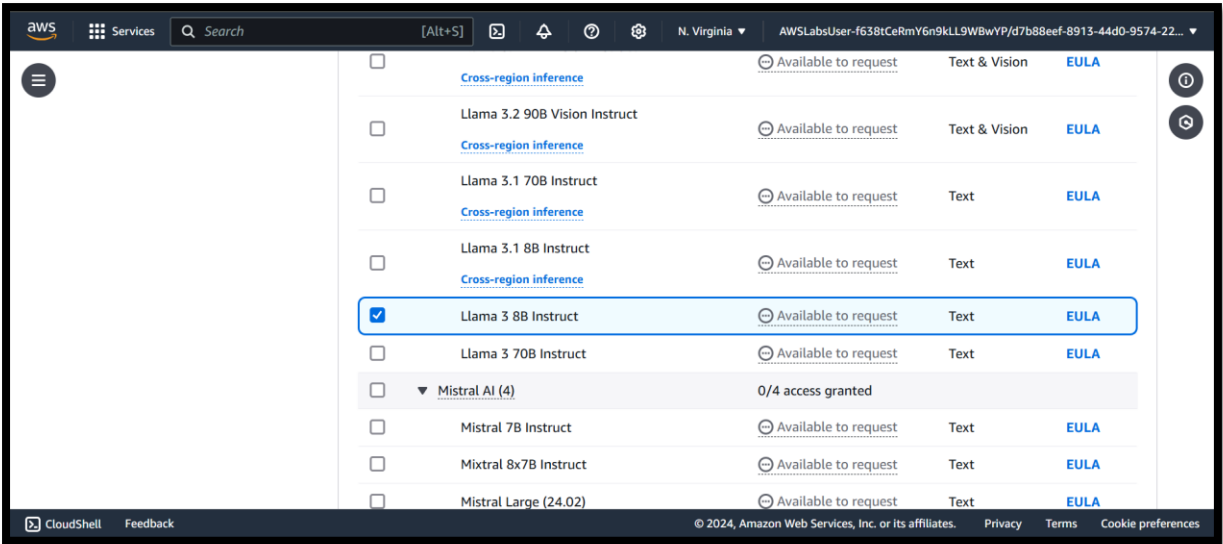 aws Services Search [Alt+S] N. Virginia ▼ AWSLabsUser-f638tCeRmY6n9kLL9WBwYP/d7b88eef-8913-44d0-9574-22... ▼
Available to request Text & Vision EULA
Cross-region inference
Llama 3.2 90B Vision Instruct
Available to request Text & Vision EULA
Cross-region inference
Llama 3.1 70B Instruct
Available to request Text EULA
Cross-region inference
Llama 3.1 8B Instruct
Available to request Text EULA
Cross-region inference
Llama 3 8B Instruct Available to request Text EULA
Llama 3 70B Instruct Available to request Text EULA
▼ Mistral AI (4) 0/4 access granted
Mistral 7B Instruct Available to request Text EULA
Mixtral 8x7B Instruct Available to request Text EULA
Mistral Large (24.02) Available to request Text EULA
CloudShell Feedback © 2024, Amazon Web Services, Inc. or its affiliates. Privacy Terms Cookie preferences